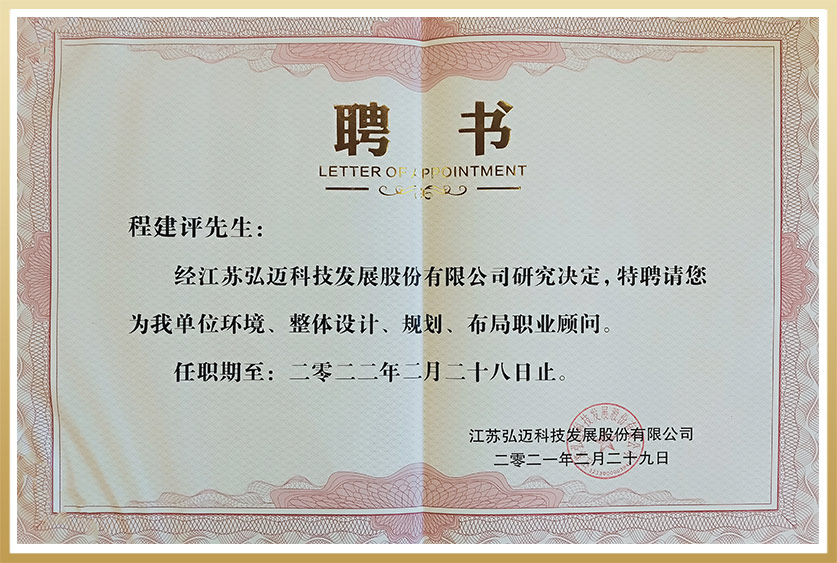 聘 书
LETTER OF APPOINTMENT
程建评先生：
经江苏弘迈科技发展股份有限公司研究决定，特聘请您
为我单位环境、整体设计、规划、布局职业顾问。
任职期至：二零二二年二月二十八日止。
江苏弘迈科技发展股份有限公司
二零二一年二月二十九日